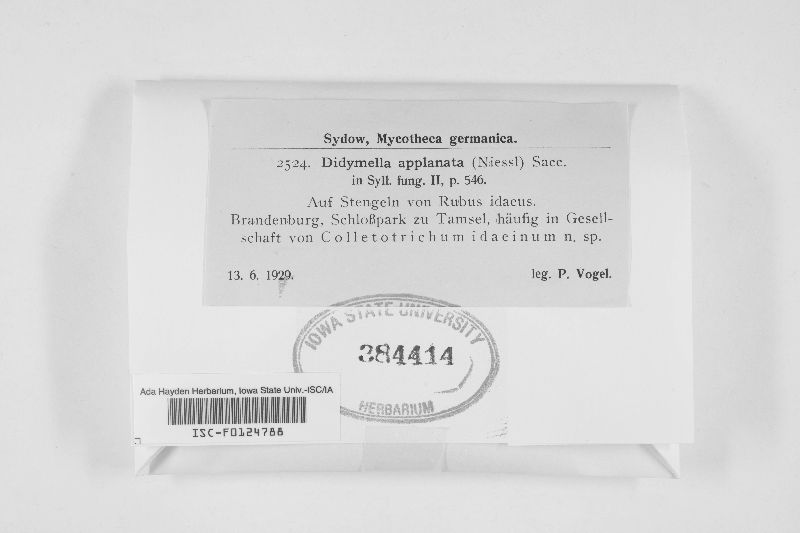 Sydow, Mycotheca germanica.
2524. Didymella applanata (Niessl) Sacc.
in Syll. fung. II, p. 546.
Auf Stengeln von Rubus idaeus.
Brandenburg, Schloßpark zu Tamsel, häufig in Gesell-
schaft von Colletotrichum idaeinum n. sp.
13. 6. 1929. leg. P. Vogel.
IOWA STATE UNIVERSITY
384414
HERBARIUM
Ada Hayden Herbarium, Iowa State Univ.-ISC/IA
ISC-F0124788